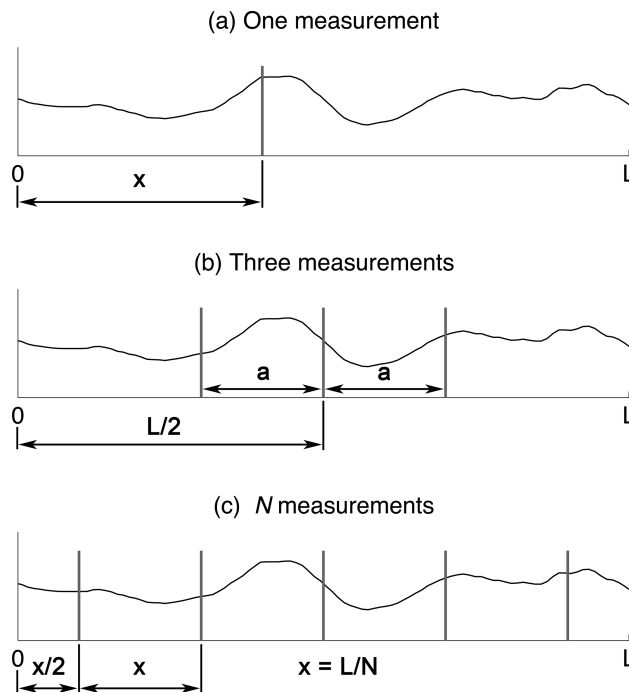 (a) One measurement
0 L
x
(b) Three measurements
a a
0 L
L/2
(c) N measurements
0 L
x/2 x x = L/N